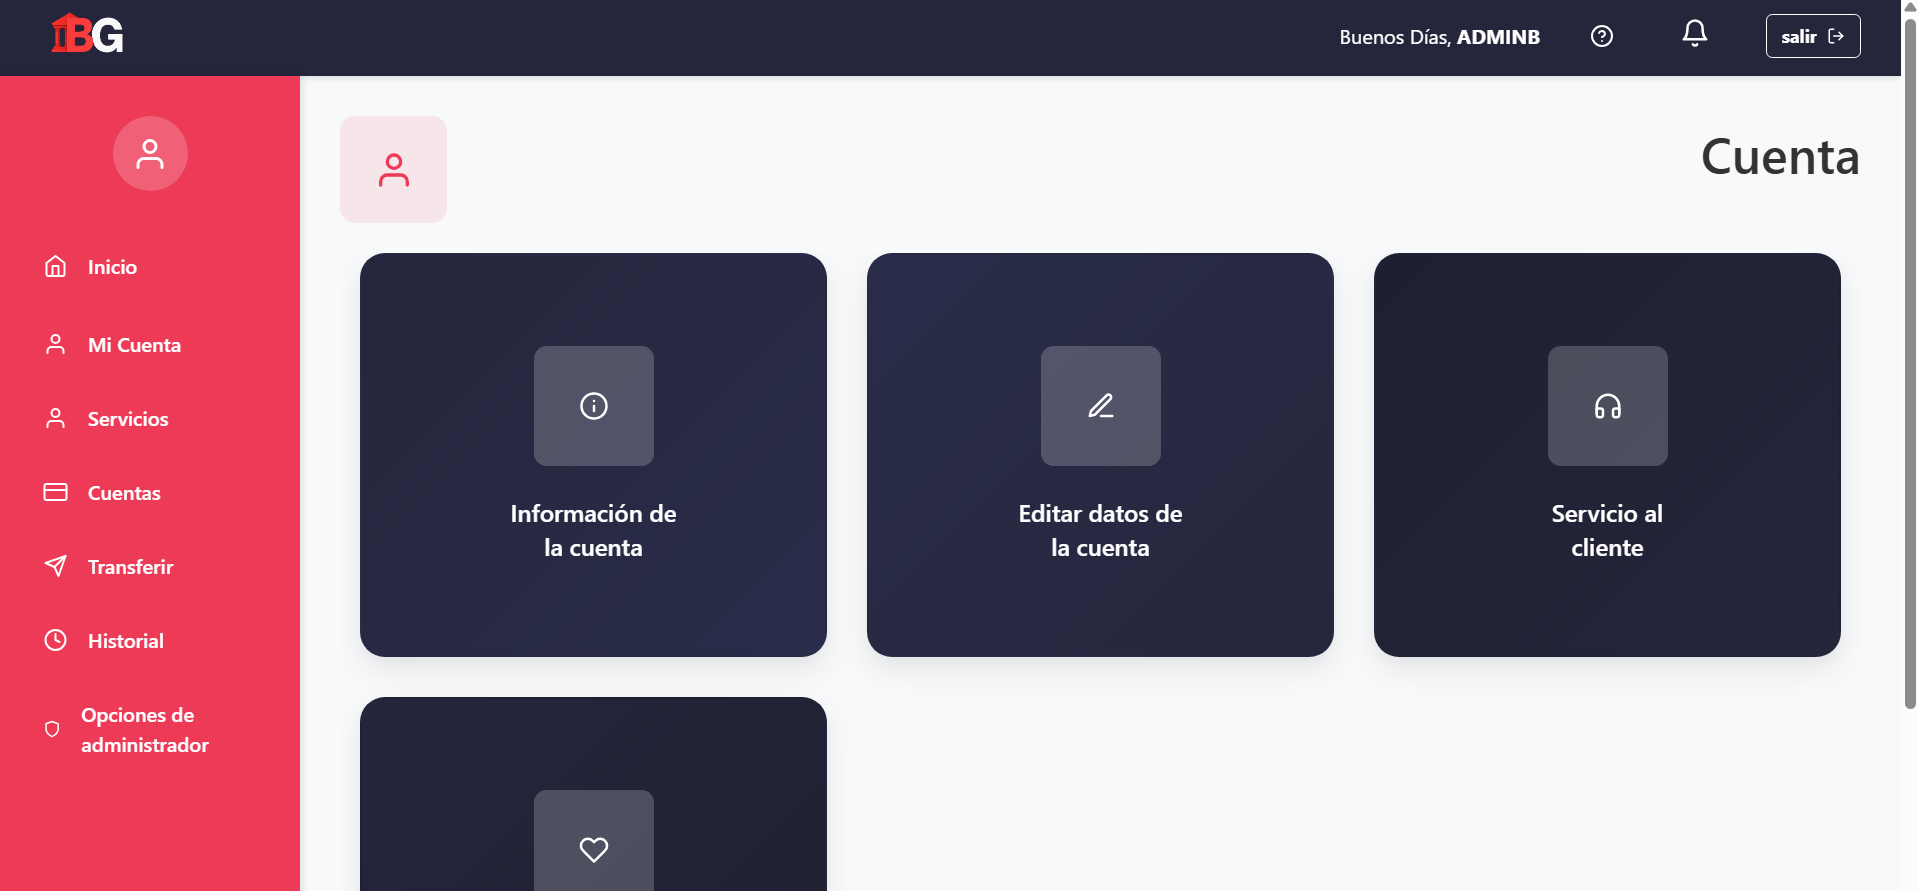 BG
Buenos Días, ADMINB
salir
Cuenta
Inicio
Mi Cuenta
Servicios
Cuentas
Transferir
Historial
Opciones de
administrador
Información de
la cuenta
Editar datos de
la cuenta
Servicio al
cliente